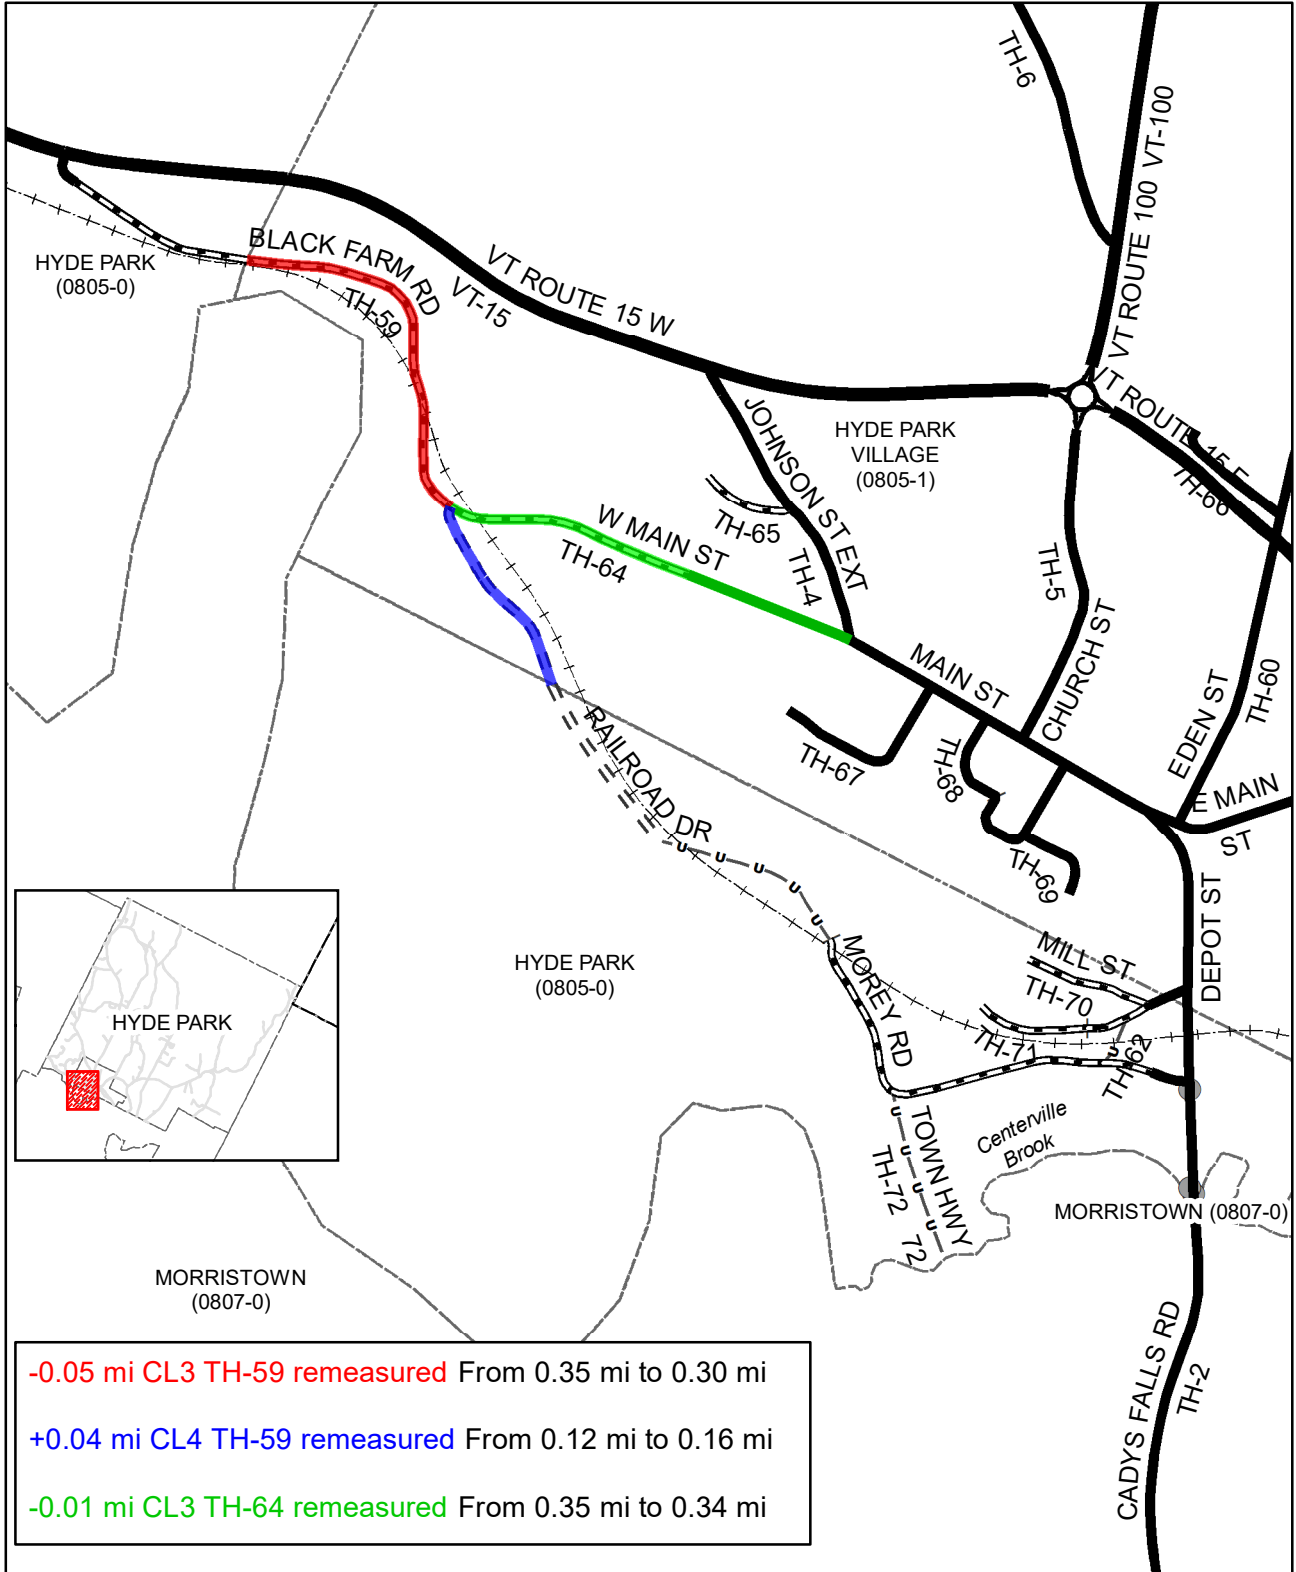 TH-6
VT ROUTE 100 VT-100
BLACK FARM RD
TH-59
HYDE PARK
(0805-0)
VT ROUTE 15 W
VT-15
VT ROUTE 15 E
TH-66
JOHNSON ST EXT
TH-4
HYDE PARK
VILLAGE
(0805-1)
TH-65
W MAIN ST
TH-64
TH-5
CHURCH ST
MAIN ST
EDEN ST
TH-60
E MAIN
ST
TH-67
TH-68
TH-69
RAILROAD DR
DEPOT ST
MILL ST
TH-70
TH-71
TH-62
MOREY RD
HYDE PARK
(0805-0)
HYDE PARK
Centerville
Brook
TOWN HWY
72
TH-72
MORRISTOWN (0807-0)
MORRISTOWN
(0807-0)
CADYS FALLS RD
TH-2
-0.05 mi CL3 TH-59 remeasured From 0.35 mi to 0.30 mi
+0.04 mi CL4 TH-59 remeasured From 0.12 mi to 0.16 mi
-0.01 mi CL3 TH-64 remeasured From 0.35 mi to 0.34 mi